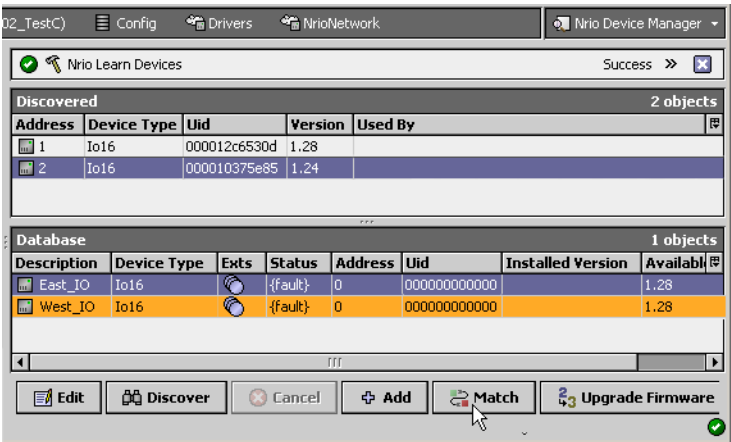 02_TestC) Config Drivers NrioNetwork Nrio Device Manager
Nrio Learn Devices Success »
Discovered 2 objects
Address Device Type Uid Version Used By
1 Io16 000012c6530d 1.28
2 Io16 000010375e85 1.24
Database 1 objects
Description Device Type Exts Status Address Uid Installed Version Availabl
East_IO Io16 {fault} 0 000000000000 1.28
West_IO Io16 {fault} 0 000000000000 1.28
Edit Discover Cancel Add Match Upgrade Firmware